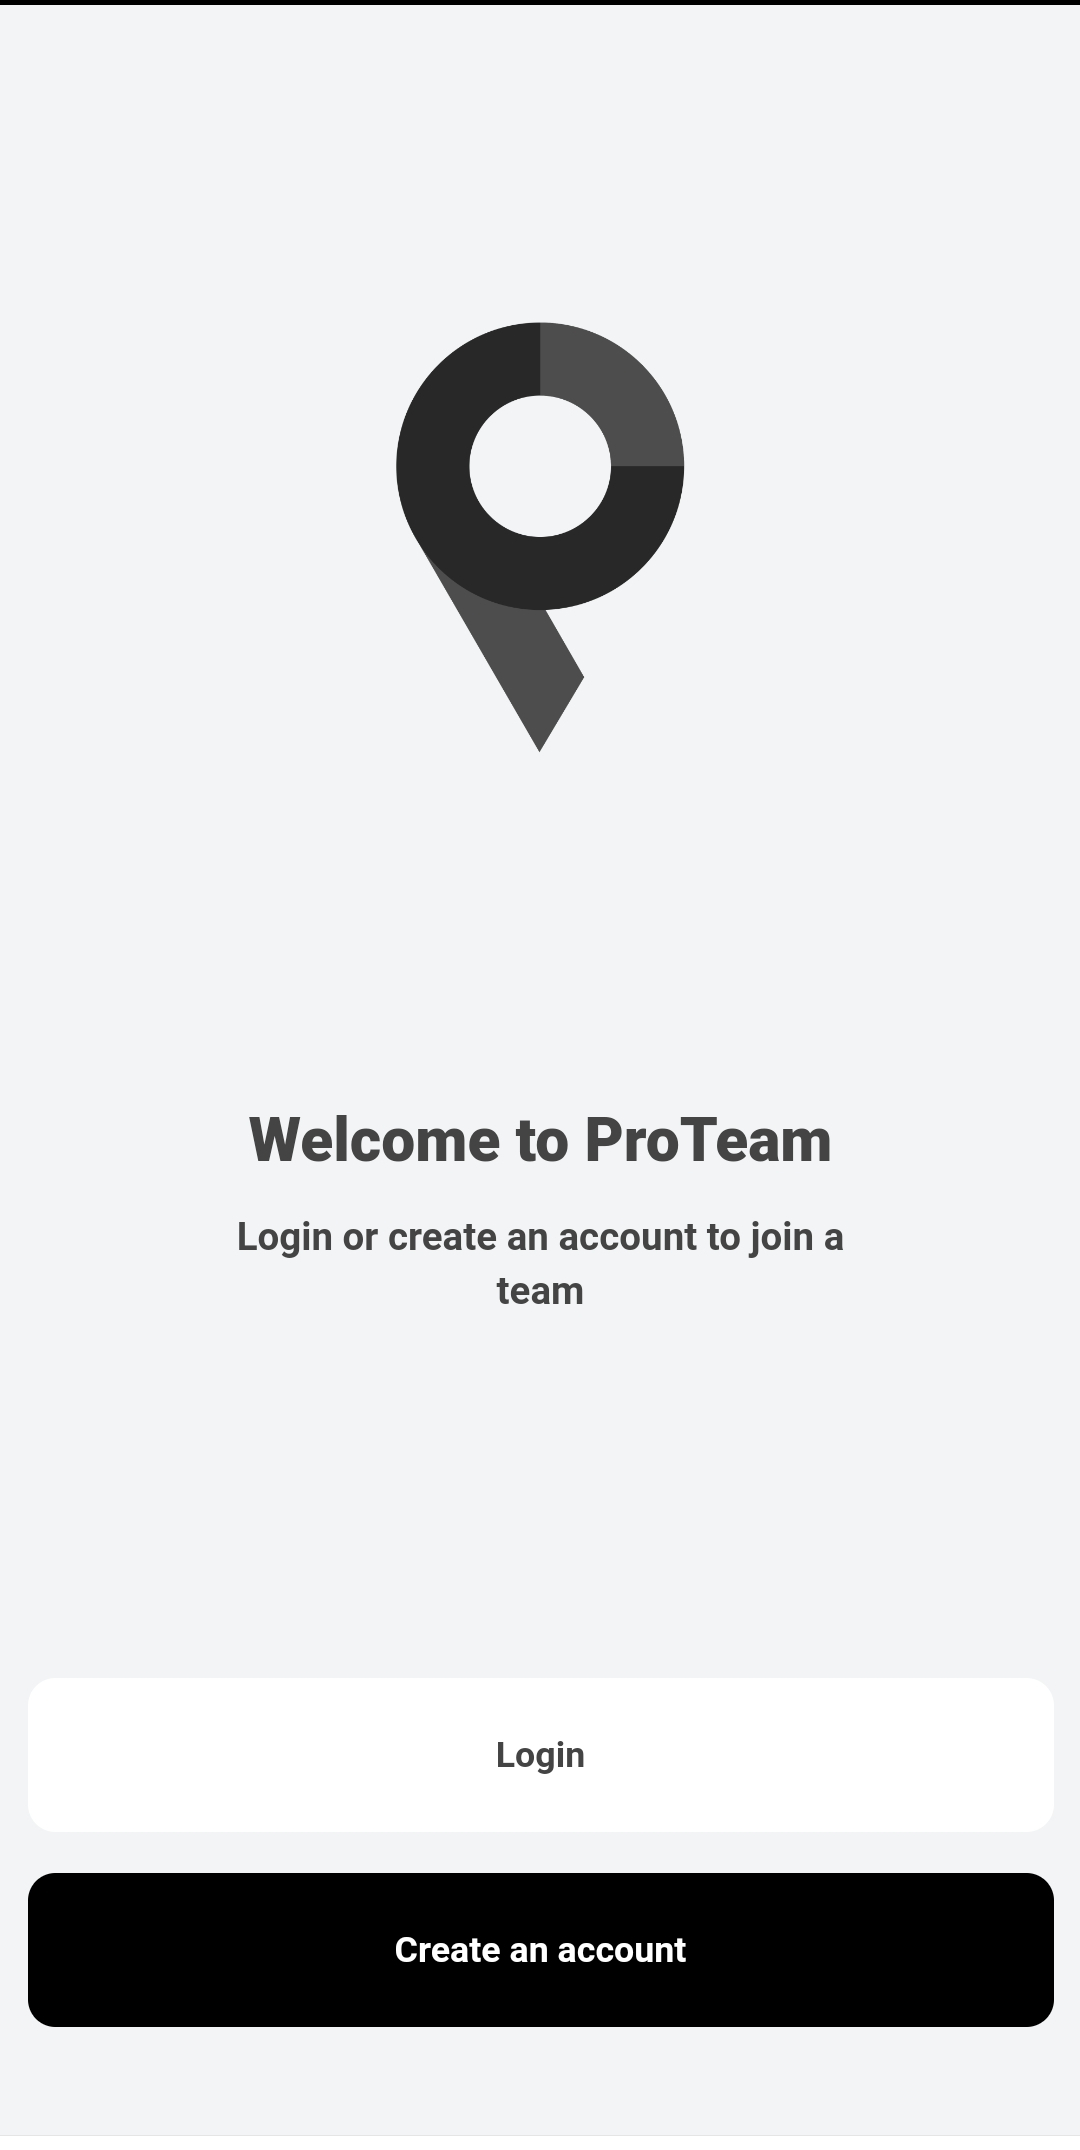 Welcome to ProTeam
Login or create an account to join a
team
Login
Create an account